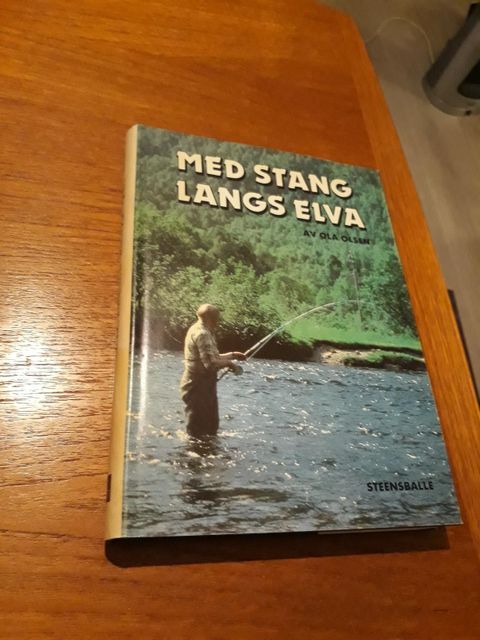 MED STANG
LANGS ELVA
AV OLA OLSEN
STEENSBALLE